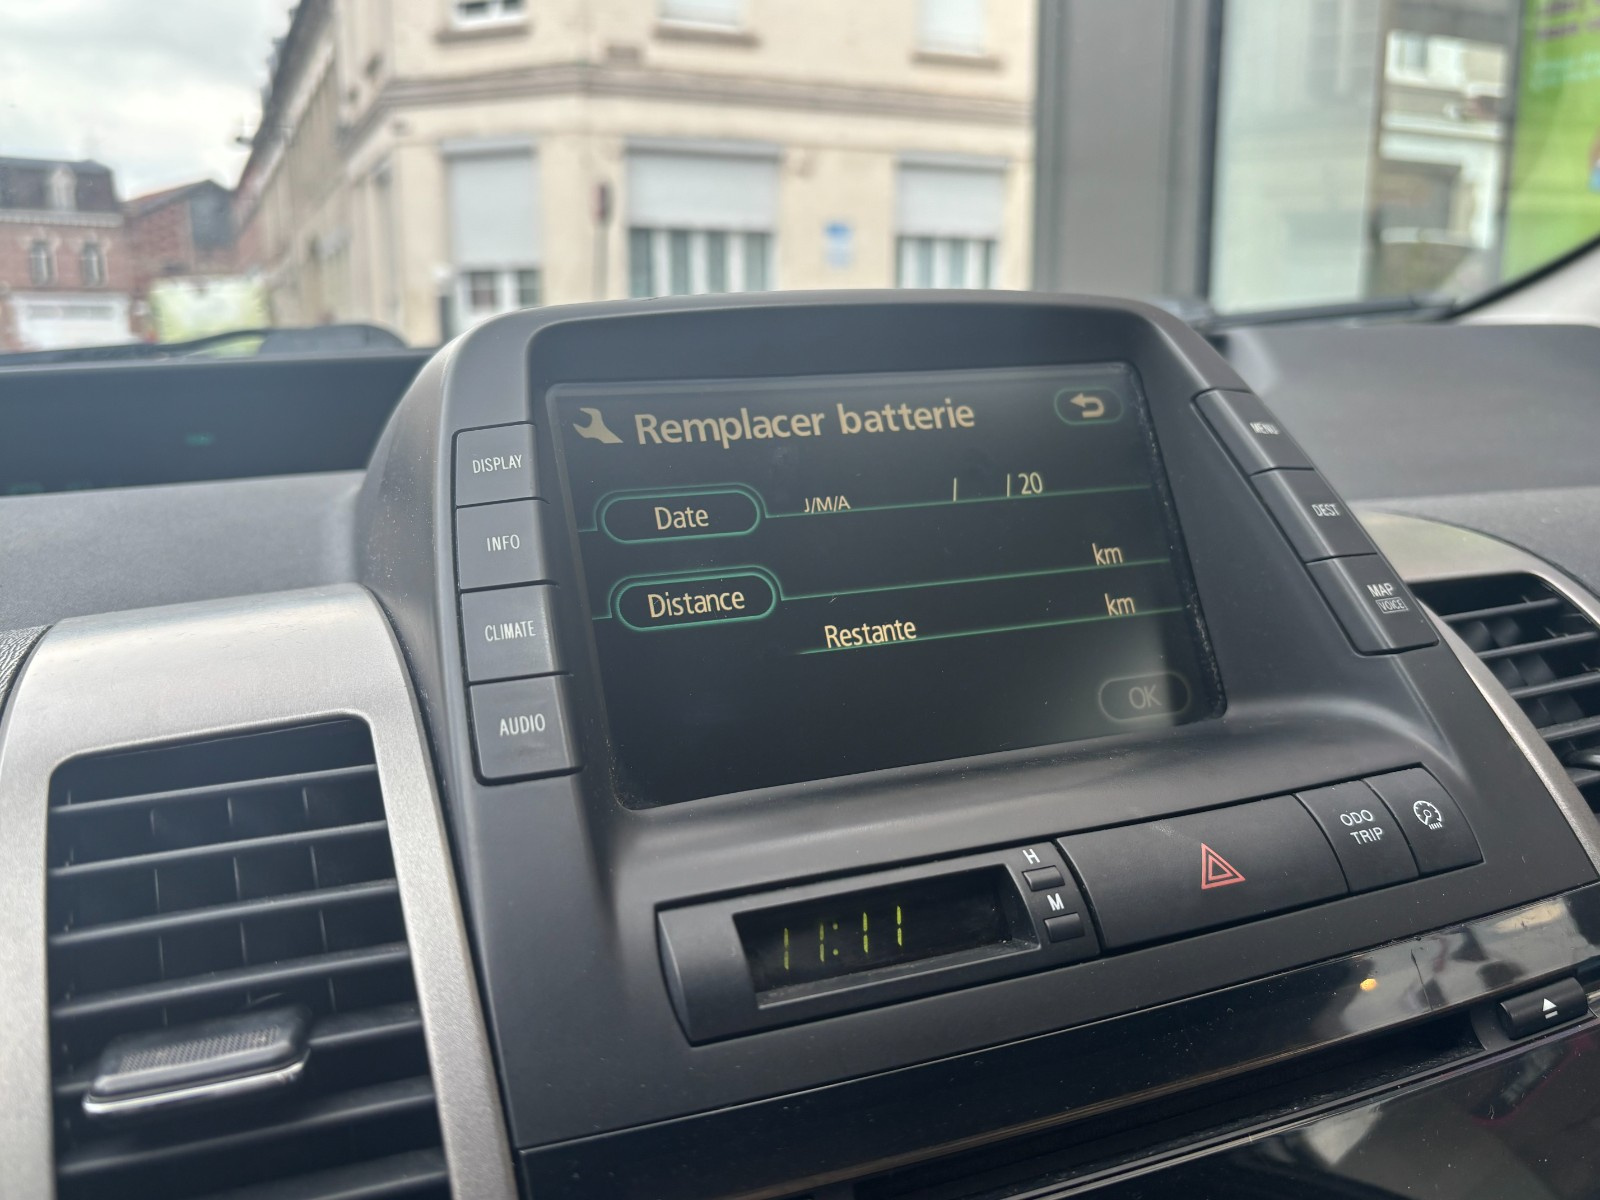 Remplacer batterie
Date
J/M/A / / 20
km
Distance
km
Restante
OK
DISPLAY
INFO
CLIMATE
AUDIO
MENU
DEST
MAP
VOICE
11:11
H
M
ODO
TRIP